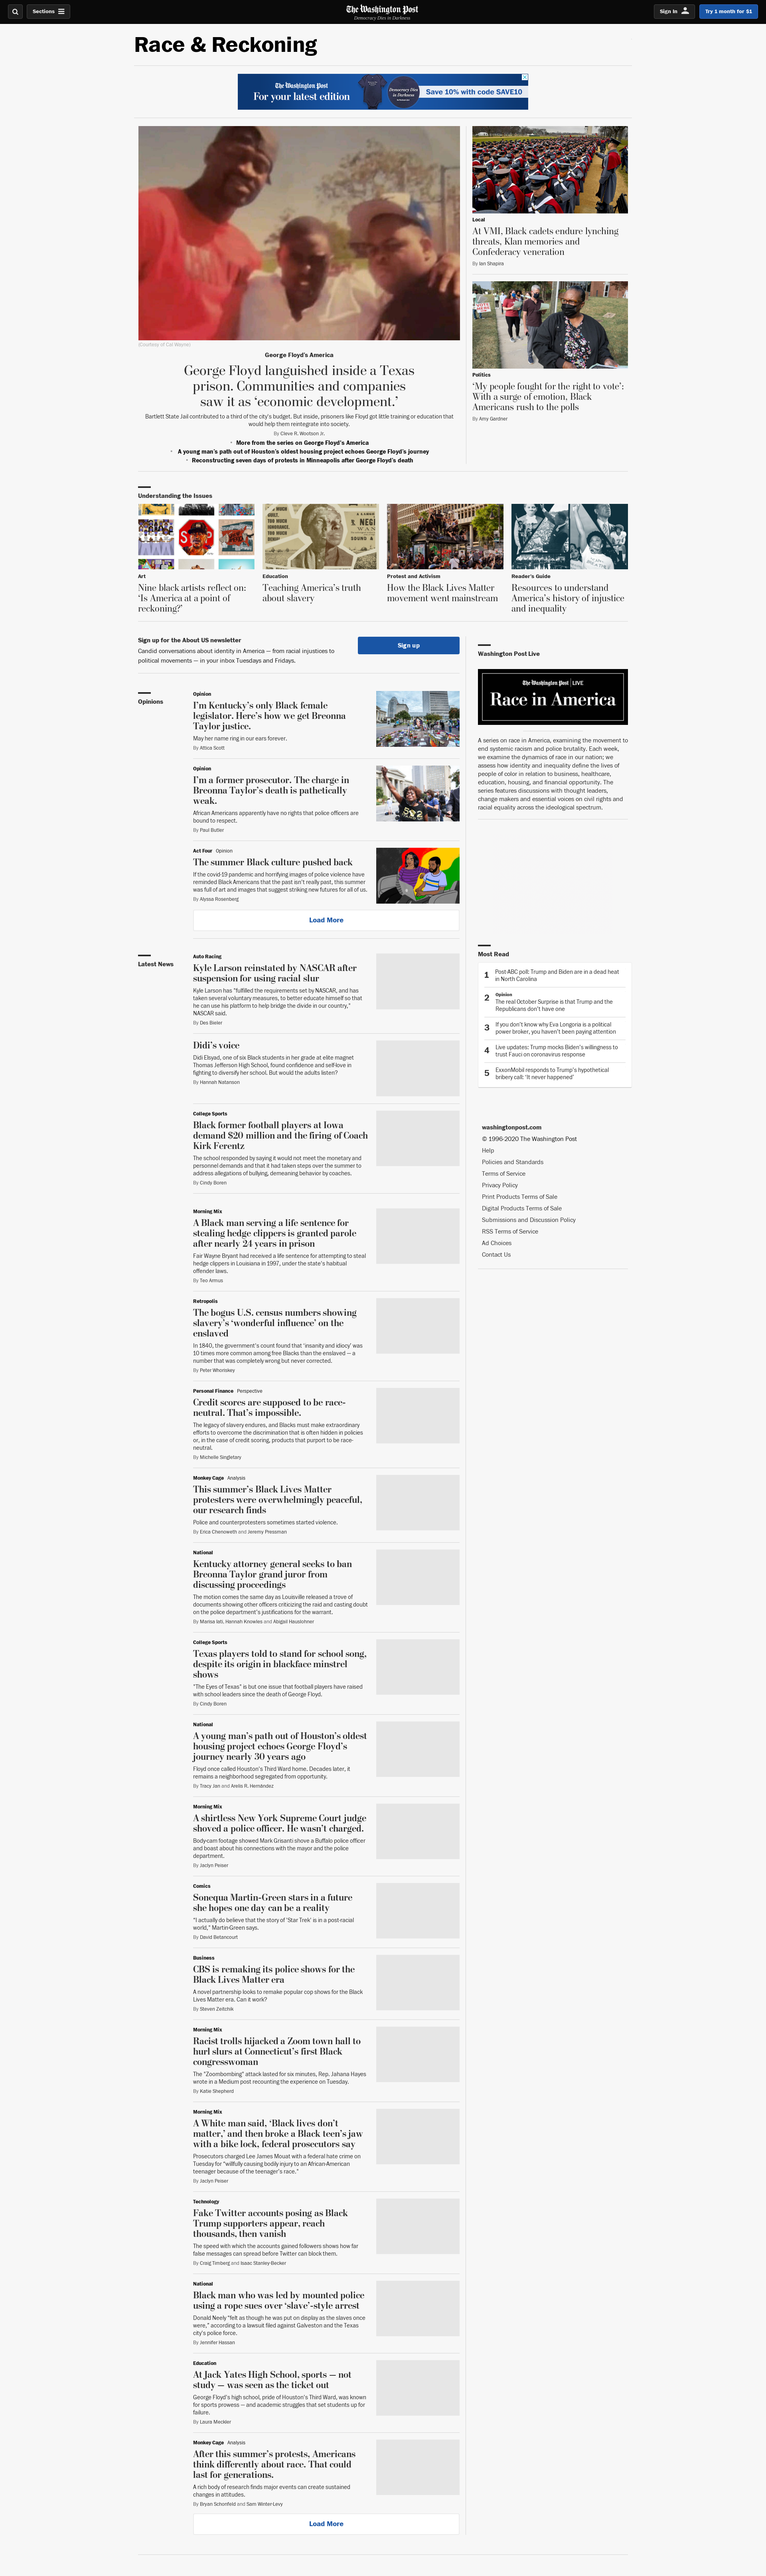 Sections
The Washington Post
Democracy Dies in Darkness
Sign In
Try 1 month for $1
Race & Reckoning
The Washington Post
For your latest edition
Democracy Dies
in Darkness
Save 10% with code SAVE10
(Courtesy of Cal Wayne)
George Floyd's America
George Floyd languished inside a Texas
prison. Communities and companies
saw it as ‘economic development.’
Bartlett State Jail contributed to a third of the city's budget. But inside, prisoners like Floyd got little training or education that
would help them reintegrate into society.
By Cleve R. Wootson Jr.
More from the series on George Floyd's America
A young man's path out of Houston's oldest housing project echoes George Floyd's journey
Reconstructing seven days of protests in Minneapolis after George Floyd's death
Local
At VMI, Black cadets endure lynching
threats, Klan memories and
Confederacy veneration
By Ian Shapira
Politics
‘My people fought for the right to vote’:
With a surge of emotion, Black
Americans rush to the polls
By Amy Gardner
Understanding the Issues
Art
Nine black artists reflect on:
‘Is America at a point of
reckoning?’
Education
Teaching America’s truth
about slavery
Protest and Activism
How the Black Lives Matter
movement went mainstream
Reader's Guide
Resources to understand
America’s history of injustice
and inequality
Sign up for the About US newsletter
Candid conversations about identity in America — from racial injustices to
political movements — in your inbox Tuesdays and Fridays.
Sign up
Opinions
Opinion
I’m Kentucky’s only Black female
legislator. Here’s how we get Breonna
Taylor justice.
May her name ring in our ears forever.
By Attica Scott
Opinion
I’m a former prosecutor. The charge in
Breonna Taylor’s death is pathetically
weak.
African Americans apparently have no rights that police officers are
bound to respect.
By Paul Butler
Act Four Opinion
The summer Black culture pushed back
If the covid-19 pandemic and horrifying images of police violence have
reminded Black Americans that the past isn't really past, this summer
was full of art and images that suggest striking new futures for all of us.
By Alyssa Rosenberg
Load More
Latest News
Auto Racing
Kyle Larson reinstated by NASCAR after
suspension for using racial slur
Kyle Larson has "fulfilled the requirements set by NASCAR, and has
taken several voluntary measures, to better educate himself so that
he can use his platform to help bridge the divide in our country,"
NASCAR said.
By Des Bieler
Didi’s voice
Didi Elsyad, one of six Black students in her grade at elite magnet
Thomas Jefferson High School, found confidence and self-love in
fighting to diversify her school. But would the adults listen?
By Hannah Natanson
College Sports
Black former football players at Iowa
demand $20 million and the firing of Coach
Kirk Ferentz
The school responded by saying it would not meet the monetary and
personnel demands and that it had taken steps over the summer to
address allegations of bullying, demeaning behavior by coaches.
By Cindy Boren
Morning Mix
A Black man serving a life sentence for
stealing hedge clippers is granted parole
after nearly 24 years in prison
Fair Wayne Bryant had received a life sentence for attempting to steal
hedge clippers in Louisiana in 1997, under the state's habitual
offender laws.
By Teo Armus
Retropolis
The bogus U.S. census numbers showing
slavery’s ‘wonderful influence’ on the
enslaved
In 1840, the government's count found that 'insanity and idiocy' was
10 times more common among free Blacks than the enslaved — a
number that was completely wrong but never corrected.
By Peter Whoriskey
Personal Finance Perspective
Credit scores are supposed to be race-
neutral. That’s impossible.
The legacy of slavery endures, and Blacks must make extraordinary
efforts to overcome the discrimination that is often hidden in policies
or, in the case of credit scoring, products that purport to be race-
neutral.
By Michelle Singletary
Monkey Cage Analysis
This summer’s Black Lives Matter
protesters were overwhelmingly peaceful,
our research finds
Police and counterprotesters sometimes started violence.
By Erica Chenoweth and Jeremy Pressman
National
Kentucky attorney general seeks to ban
Breonna Taylor grand juror from
discussing proceedings
The motion comes the same day as Louisville released a trove of
documents showing other officers criticizing the raid and casting doubt
on the police department's justifications for the warrant.
By Marisa Iati, Hannah Knowles and Abigail Hauslohner
College Sports
Texas players told to stand for school song,
despite its origin in blackface minstrel
shows
"The Eyes of Texas" is but one issue that football players have raised
with school leaders since the death of George Floyd.
By Cindy Boren
National
A young man’s path out of Houston’s oldest
housing project echoes George Floyd’s
journey nearly 30 years ago
Floyd once called Houston's Third Ward home. Decades later, it
remains a neighborhood segregated from opportunity.
By Tracy Jan and Arelis R. Hernández
Morning Mix
A shirtless New York Supreme Court judge
shoved a police officer. He wasn’t charged.
Body-cam footage showed Mark Grisanti shove a Buffalo police officer
and boast about his connections with the mayor and the police
department.
By Jaclyn Peiser
Comics
Sonequa Martin-Green stars in a future
she hopes one day can be a reality
"I actually do believe that the story of 'Star Trek' is in a post-racial
world," Martin-Green says.
By David Betancourt
Business
CBS is remaking its police shows for the
Black Lives Matter era
A novel partnership looks to remake popular cop shows for the Black
Lives Matter era. Can it work?
By Steven Zeitchik
Morning Mix
Racist trolls hijacked a Zoom town hall to
hurl slurs at Connecticut’s first Black
congresswoman
The "Zoombombing" attack lasted for six minutes, Rep. Jahana Hayes
wrote in a Medium post recounting the experience on Tuesday.
By Katie Shepherd
Morning Mix
A White man said, ‘Black lives don’t
matter,’ and then broke a Black teen’s jaw
with a bike lock, federal prosecutors say
Prosecutors charged Lee James Mouat with a federal hate crime on
Tuesday for "willfully causing bodily injury to an African-American
teenager because of the teenager's race."
By Jaclyn Peiser
Technology
Fake Twitter accounts posing as Black
Trump supporters appear, reach
thousands, then vanish
The speed with which the accounts gained followers shows how far
false messages can spread before Twitter can block them.
By Craig Timberg and Isaac Stanley-Becker
National
Black man who was led by mounted police
using a rope sues over ‘slave’-style arrest
Donald Neely "felt as though he was put on display as the slaves once
were," according to a lawsuit filed against Galveston and the Texas
city's police force.
By Jennifer Hassan
Education
At Jack Yates High School, sports — not
study — was seen as the ticket out
George Floyd's high school, pride of Houston's Third Ward, was known
for sports prowess — and academic struggles that set students up for
failure.
By Laura Meckler
Monkey Cage Analysis
After this summer’s protests, Americans
think differently about race. That could
last for generations.
A rich body of research finds major events can create sustained
changes in attitudes.
By Bryan Schonfeld and Sam Winter-Levy
Load More
Washington Post Live
The Washington Post LIVE
Race in America
A series on race in America, examining the movement to
end systemic racism and police brutality. Each week,
we examine the dynamics of race in our nation; we
assess how identity and inequality define the lives of
people of color in relation to business, healthcare,
education, housing, and financial success. The
series features discussions with thought leaders,
change makers and essential voices on civil rights and
racial equality across the ideological spectrum.
Most Read
1 Post-ABC poll: Trump and Biden are in a dead heat
in North Carolina
2 Opinion
The real October Surprise is that Trump and the
Republicans don't have one
3 If you don't know why Eva Longoria is a political
power broker, you haven't been paying attention
4 Live updates: Trump mocks Biden's willingness to
trust Fauci on coronavirus response
5 ExxonMobil responds to Trump's hypothetical
bribery call: 'It never happened'
washingtonpost.com
© 1996-2020 The Washington Post
Help
Policies and Standards
Terms of Service
Privacy Policy
Print Products Terms of Sale
Digital Products Terms of Sale
Submissions and Discussion Policy
RSS Terms of Service
Ad Choices
Contact Us